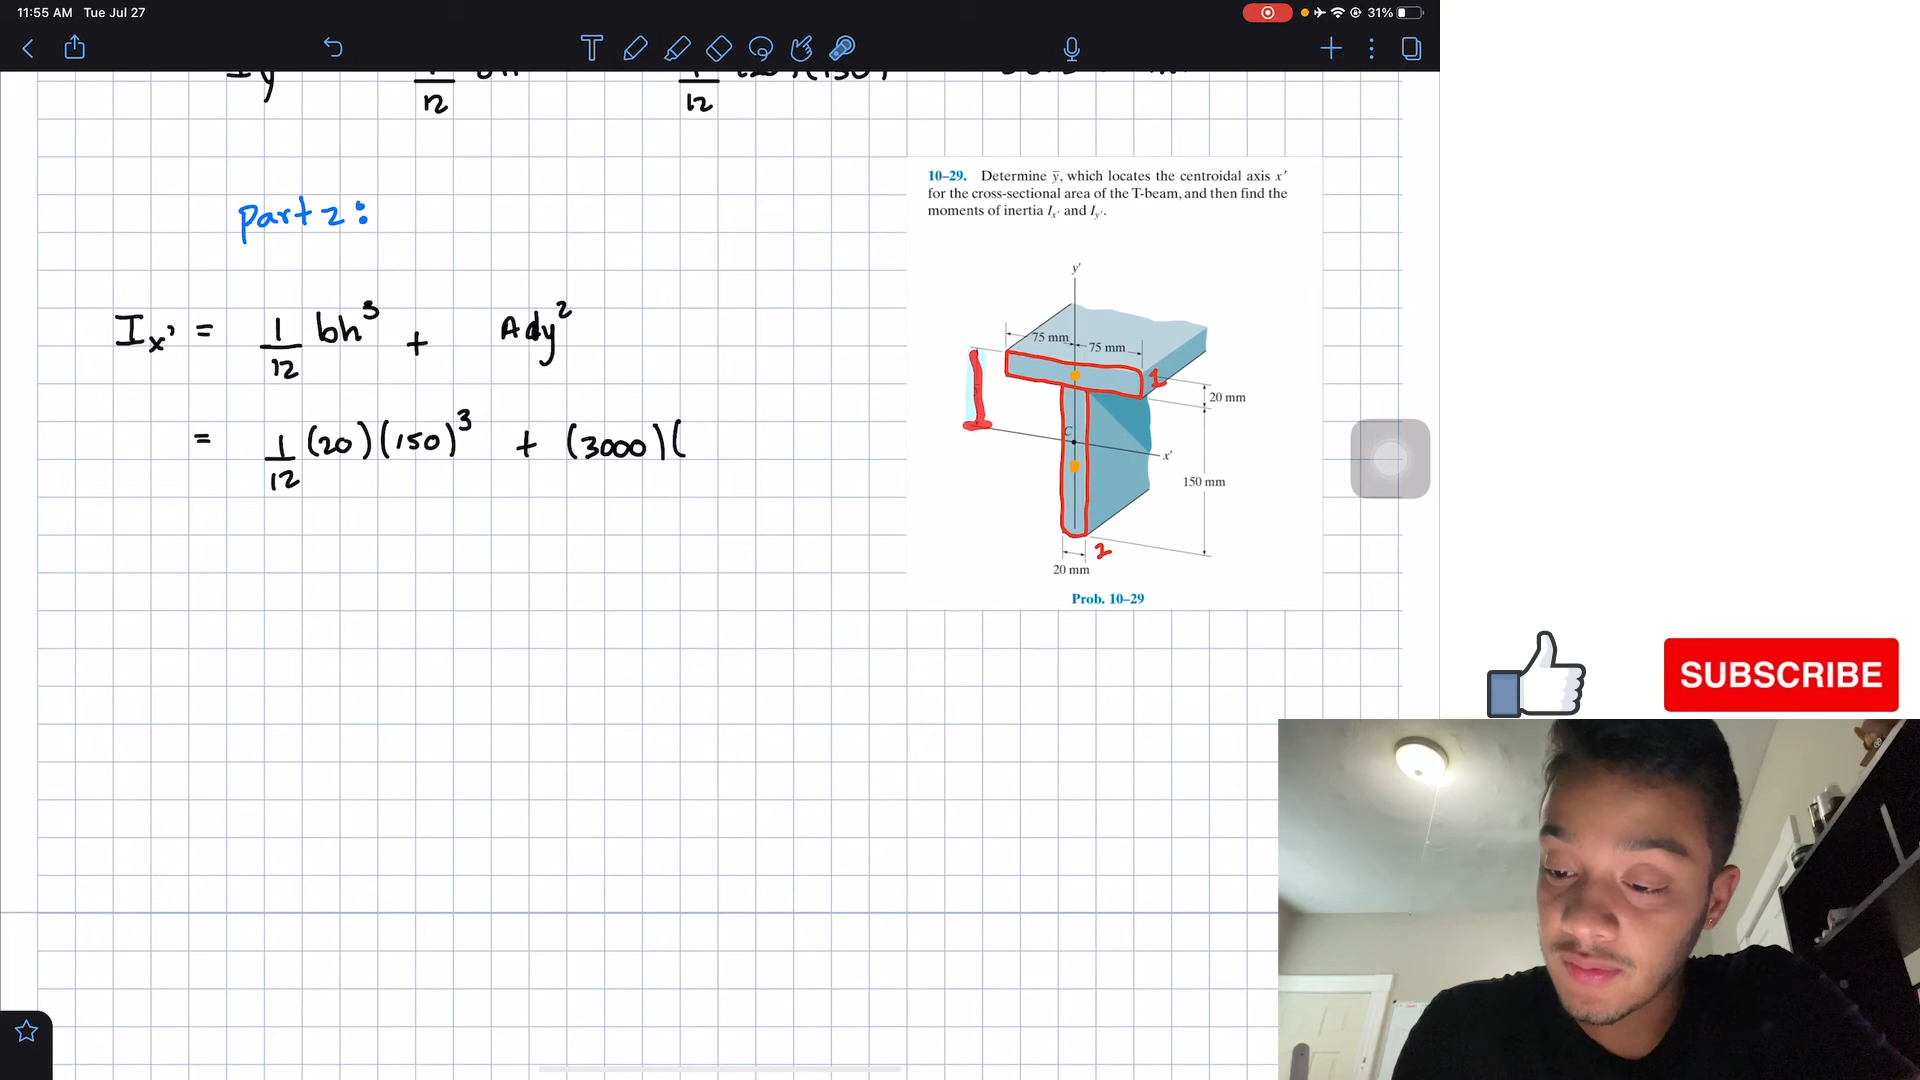 11:55 AM Tue Jul 27
31%
12
12
Part 2:
Ix' = 1/12 bh³ + Ady²
= 1/12 (20)(150)³ + (3000)(
10–29. Determine y̅, which locates the centroidal axis x′
for the cross-sectional area of the T-beam, and then find the
moments of inertia Ix′ and Iy′.
y′
75 mm
75 mm
1
20 mm
C
x′
150 mm
2
20 mm
Prob. 10–29
SUBSCRIBE